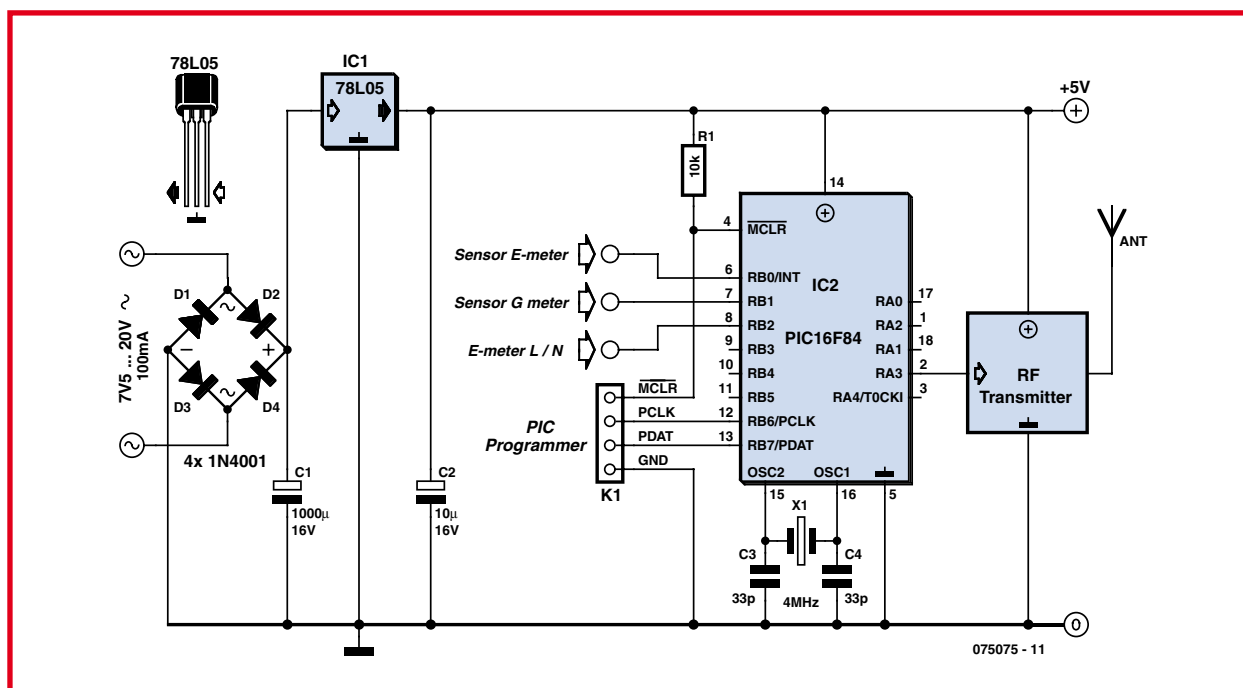 78L05
IC1
78L05
+5V
R1
10k
14
4
MCLR
Sensor E-meter
6
RB0/INT
IC2
Sensor G meter
7
RB1
RA0
17
ANT
D1
D2
8
RB2
PIC16F84
RA2
1
E-meter L / N
9
RB3
RA1
18
7V5 ... 20V ~
100mA
– +
10
RB4
RA3
2
RF
Transmitter
MCLR
11
RB5
RA4/T0CKI
3
D3
D4
PCLK
12
RB6/PCLK
PIC
Programmer
PDAT
13
RB7/PDAT
4x 1N4001
GND
K1
OSC2
OSC1
15
16
5
C1
1000µ
16V
C2
10µ
16V
X1
C3
C4
33p
4MHz
33p
0
075075 - 11